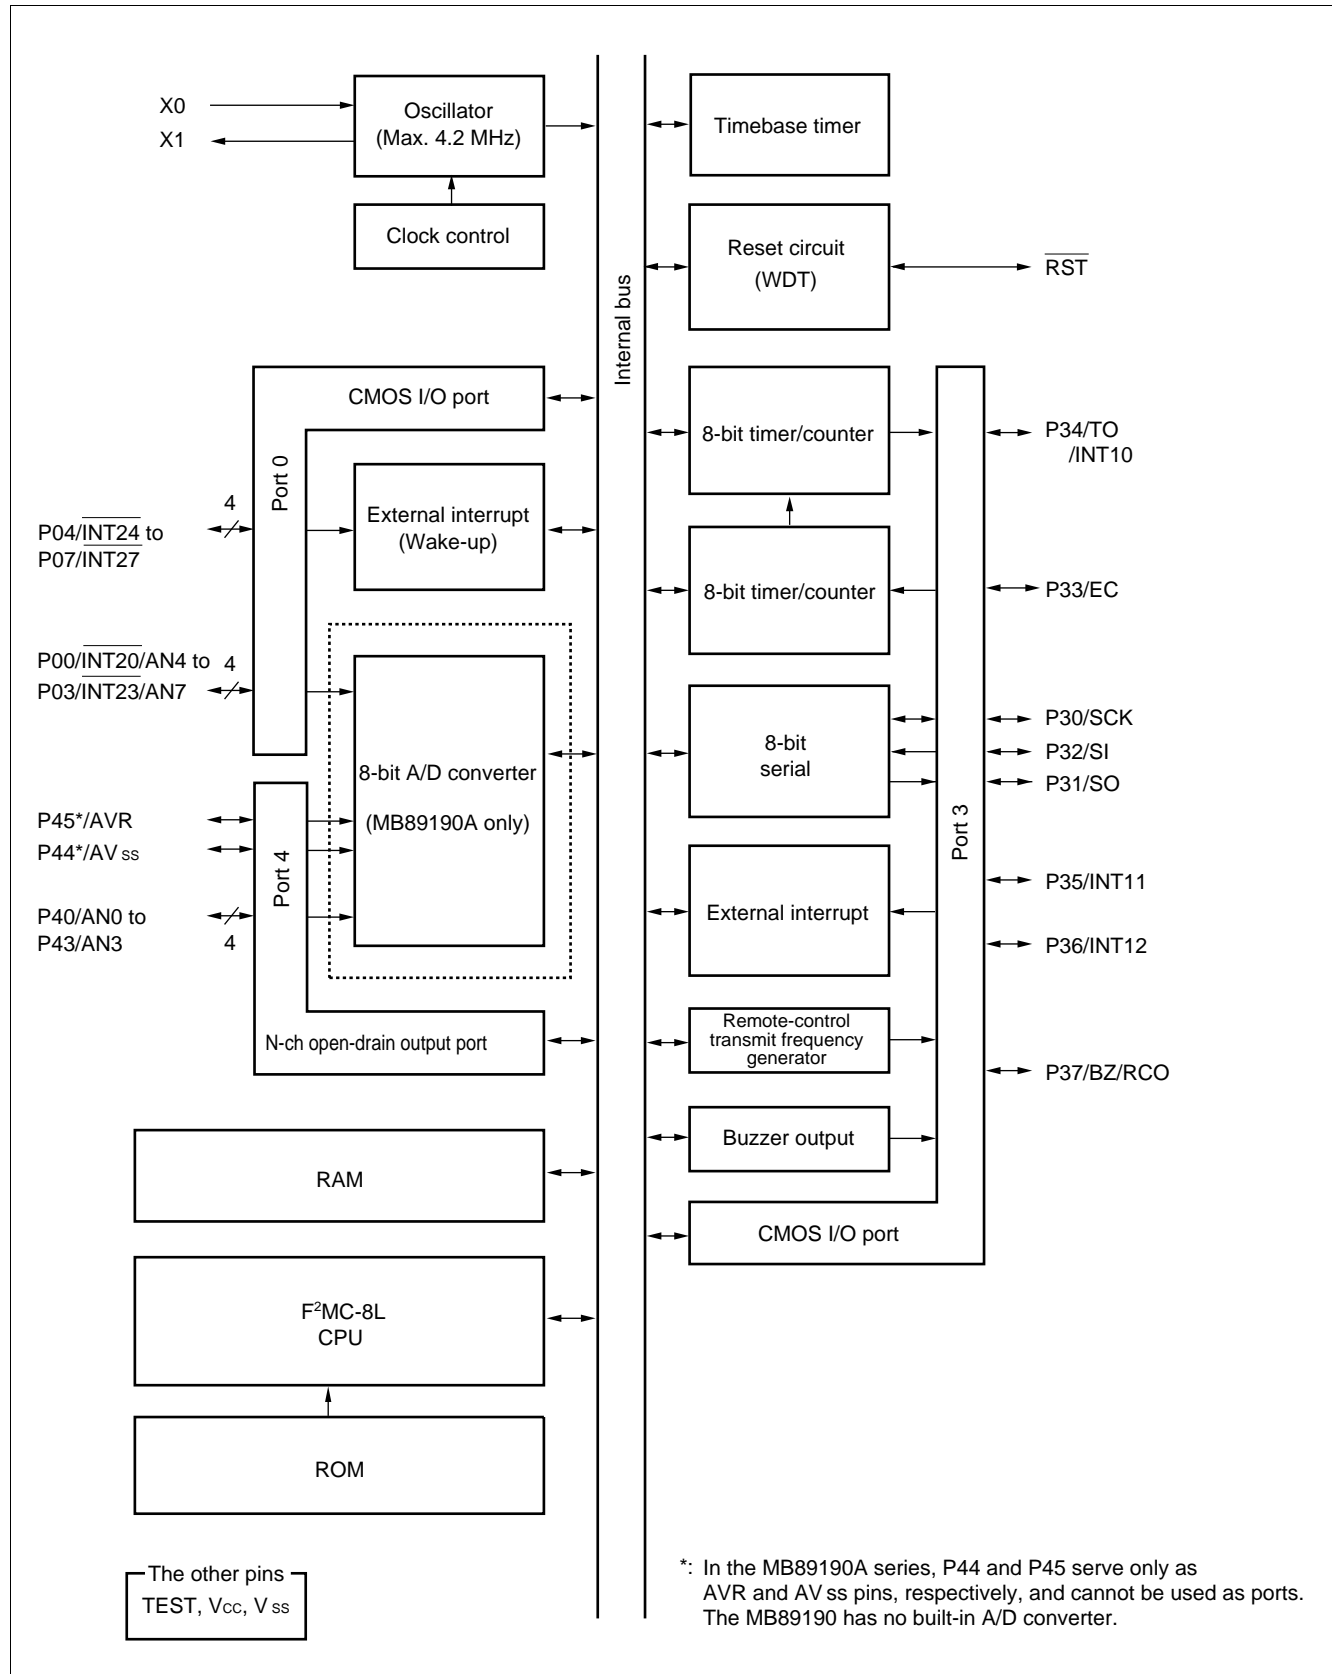 X0
X1
Oscillator
(Max. 4.2 MHz)
Clock control
Timebase timer
Reset circuit
(WDT)
RST
Internal bus
CMOS I/O port
Port 0
External interrupt
(Wake-up)
4
P04/INT24 to
P07/INT27
P00/INT20/AN4 to
4
P03/INT23/AN7
8-bit A/D converter
(MB89190A only)
P45*/AVR
P44*/AV ss
P40/AN0 to
P43/AN3
4
Port 4
N-ch open-drain output port
RAM
F²MC-8L
CPU
ROM
The other pins
TEST, Vcc, V ss
8-bit timer/counter
P34/TO
/INT10
8-bit timer/counter
P33/EC
8-bit
serial
P30/SCK
P32/SI
P31/SO
Port 3
External interrupt
P35/INT11
P36/INT12
Remote-control
transmit frequency
generator
P37/BZ/RCO
Buzzer output
CMOS I/O port
*: In the MB89190A series, P44 and P45 serve only as
AVR and AV ss pins, respectively, and cannot be used as ports.
The MB89190 has no built-in A/D converter.